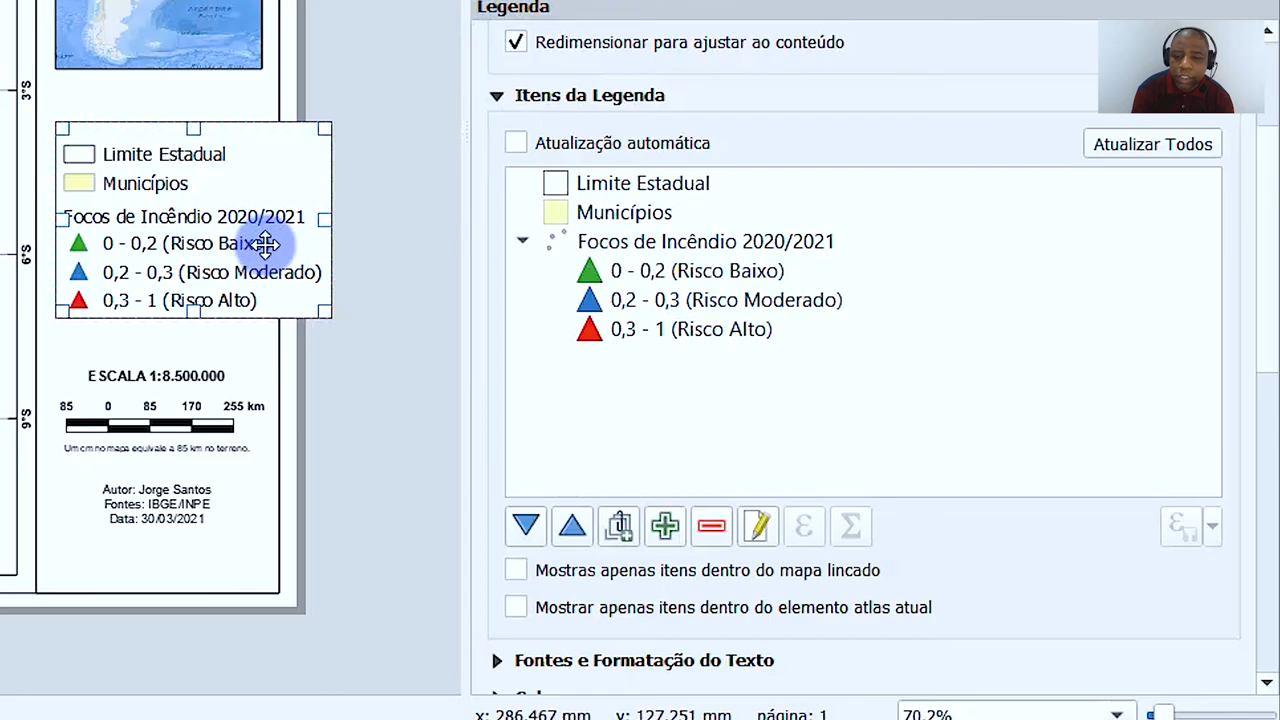 Legenda
Redimensionar para ajustar ao conteúdo
Itens da Legenda
Atualização automática
Atualizar Todos
Limite Estadual
Municípios
Focos de Incêndio 2020/2021
0 - 0,2 (Risco Baixo)
0,2 - 0,3 (Risco Moderado)
0,3 - 1 (Risco Alto)
Mostras apenas itens dentro do mapa lincado
Mostrar apenas itens dentro do elemento atlas atual
Fontes e Formatação do Texto
3°S
6°S
9°S
Limite Estadual
Municípios
Focos de Incêndio 2020/2021
0 - 0,2 (Risco Baix
0,2 - 0,3 (Risco Moderado)
0,3 - 1 (Risco Alto)
ESCALA 1:8.500.000
85 0 85 170 255 km
Um cm no mapa equivale a 85 km no terreno.
Autor: Jorge Santos
Fontes: IBGE/INPE
Data: 30/03/2021
x: 286,467 mm y: 127,251 mm página: 1
70.2%